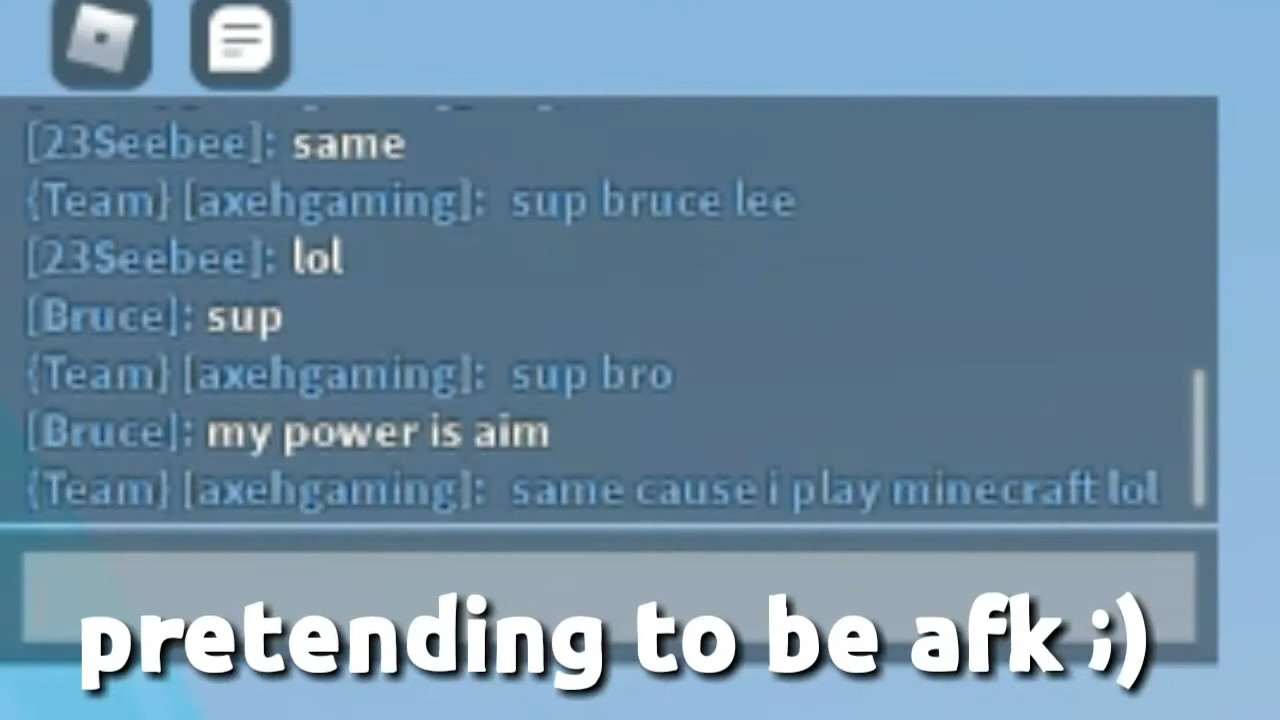 [23Seebee]: same
{Team} [axehgaming]: sup bruce lee
[23Seebee]: lol
[Bruce]: sup
{Team} [axehgaming]: sup bro
[Bruce]: my power is aim
{Team} [axehgaming]: same cause i play minecraft lol
pretending to be afk ;)